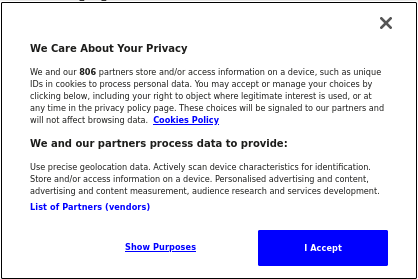 We Care About Your Privacy
We and our 806 partners store and/or access information on a device, such as unique
IDs in cookies to process personal data. You may accept or manage your choices by
clicking below, including your right to object where legitimate interest is used, or at
any time in the privacy policy page. These choices will be signaled to our partners and
will not affect browsing data. Cookies Policy
We and our partners process data to provide:
Use precise geolocation data. Actively scan device characteristics for identification.
Store and/or access information on a device. Personalised advertising and content,
advertising and content measurement, audience research and services development.
List of Partners (vendors)
Show Purposes
I Accept